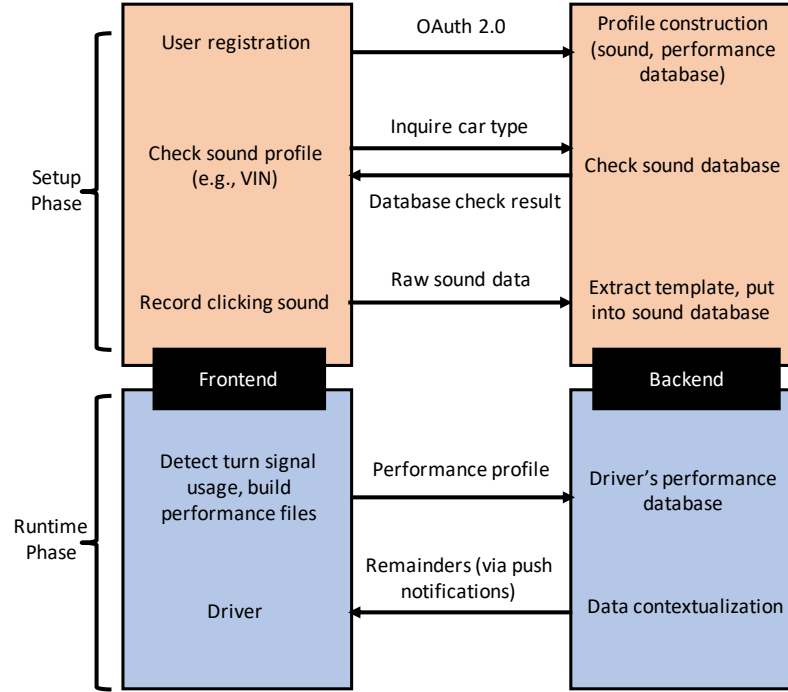 User registration
OAuth 2.0
Profile construction
(sound, performance
database)
Setup
Phase
Check sound profile
(e.g., VIN)
Inquire car type
Database check result
Check sound database
Record clicking sound
Raw sound data
Extract template, put
into sound database
Frontend
Backend
Runtime
Phase
Detect turn signal
usage, build
performance files
Performance profile
Driver's performance
database
Driver
Remainders (via push
notifications)
Data contextualization